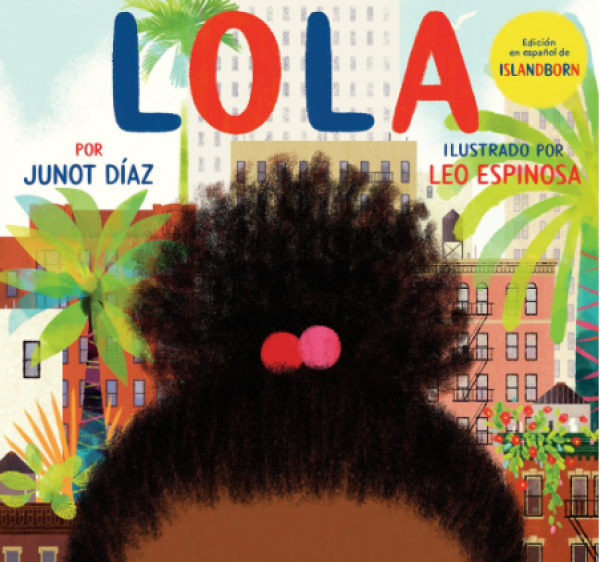 LOLA
Edición
en español de
ISLANDBORN
POR
JUNOT DÍAZ
ILUSTRADO POR
LEO ESPINOSA